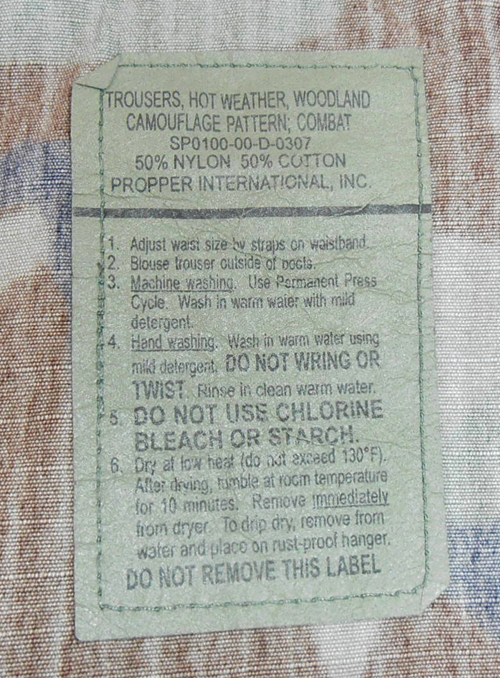 TROUSERS, HOT WEATHER, WOODLAND
CAMOUFLAGE PATTERN; COMBAT
SP0100-00-D-0307
50% NYLON 50% COTTON
PROPPER INTERNATIONAL, INC.
1. Adjust waist size by straps on waistband.
2. Blouse trouser outside of boots.
3. Machine washing. Use Permanent Press
Cycle. Wash in warm water with mild
detergent.
4. Hand washing. Wash in warm water using
mild detergent. DO NOT WRING OR
TWIST. Rinse in clean warm water.
5. DO NOT USE CHLORINE
BLEACH OR STARCH.
6. Dry at low heat (do not exceed 130°F).
After drying, tumble at room temperature
for 10 minutes. Remove immediately
from dryer. To drip dry, remove from
water and place on rust-proof hanger.
DO NOT REMOVE THIS LABEL